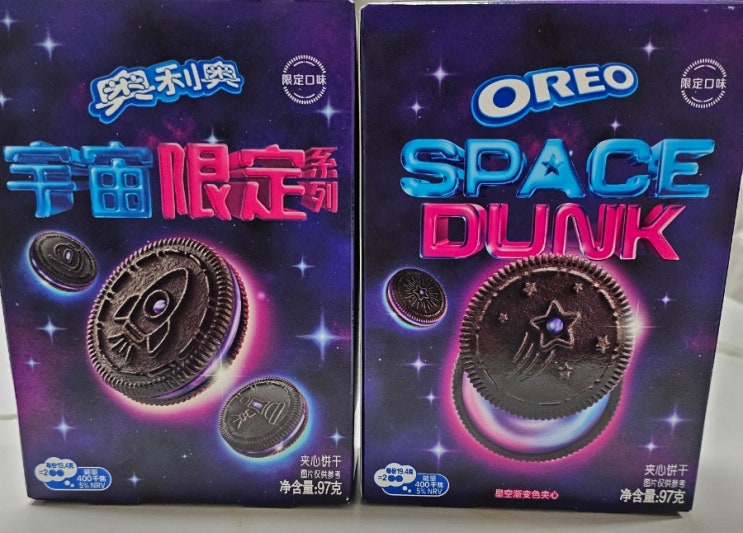 奥利奥
限定口味
宇宙限定系列
每份19.4克
=2
能量
400千焦
5% NRV
夹心饼干
图片仅供参考
净含量:97克
OREO
限定口味
SPACE
DUNK
每份19.4克
=2
能量
400千焦
5% NRV
星空渐变色夹心
夹心饼干
图片仅供参考
净含量:97克